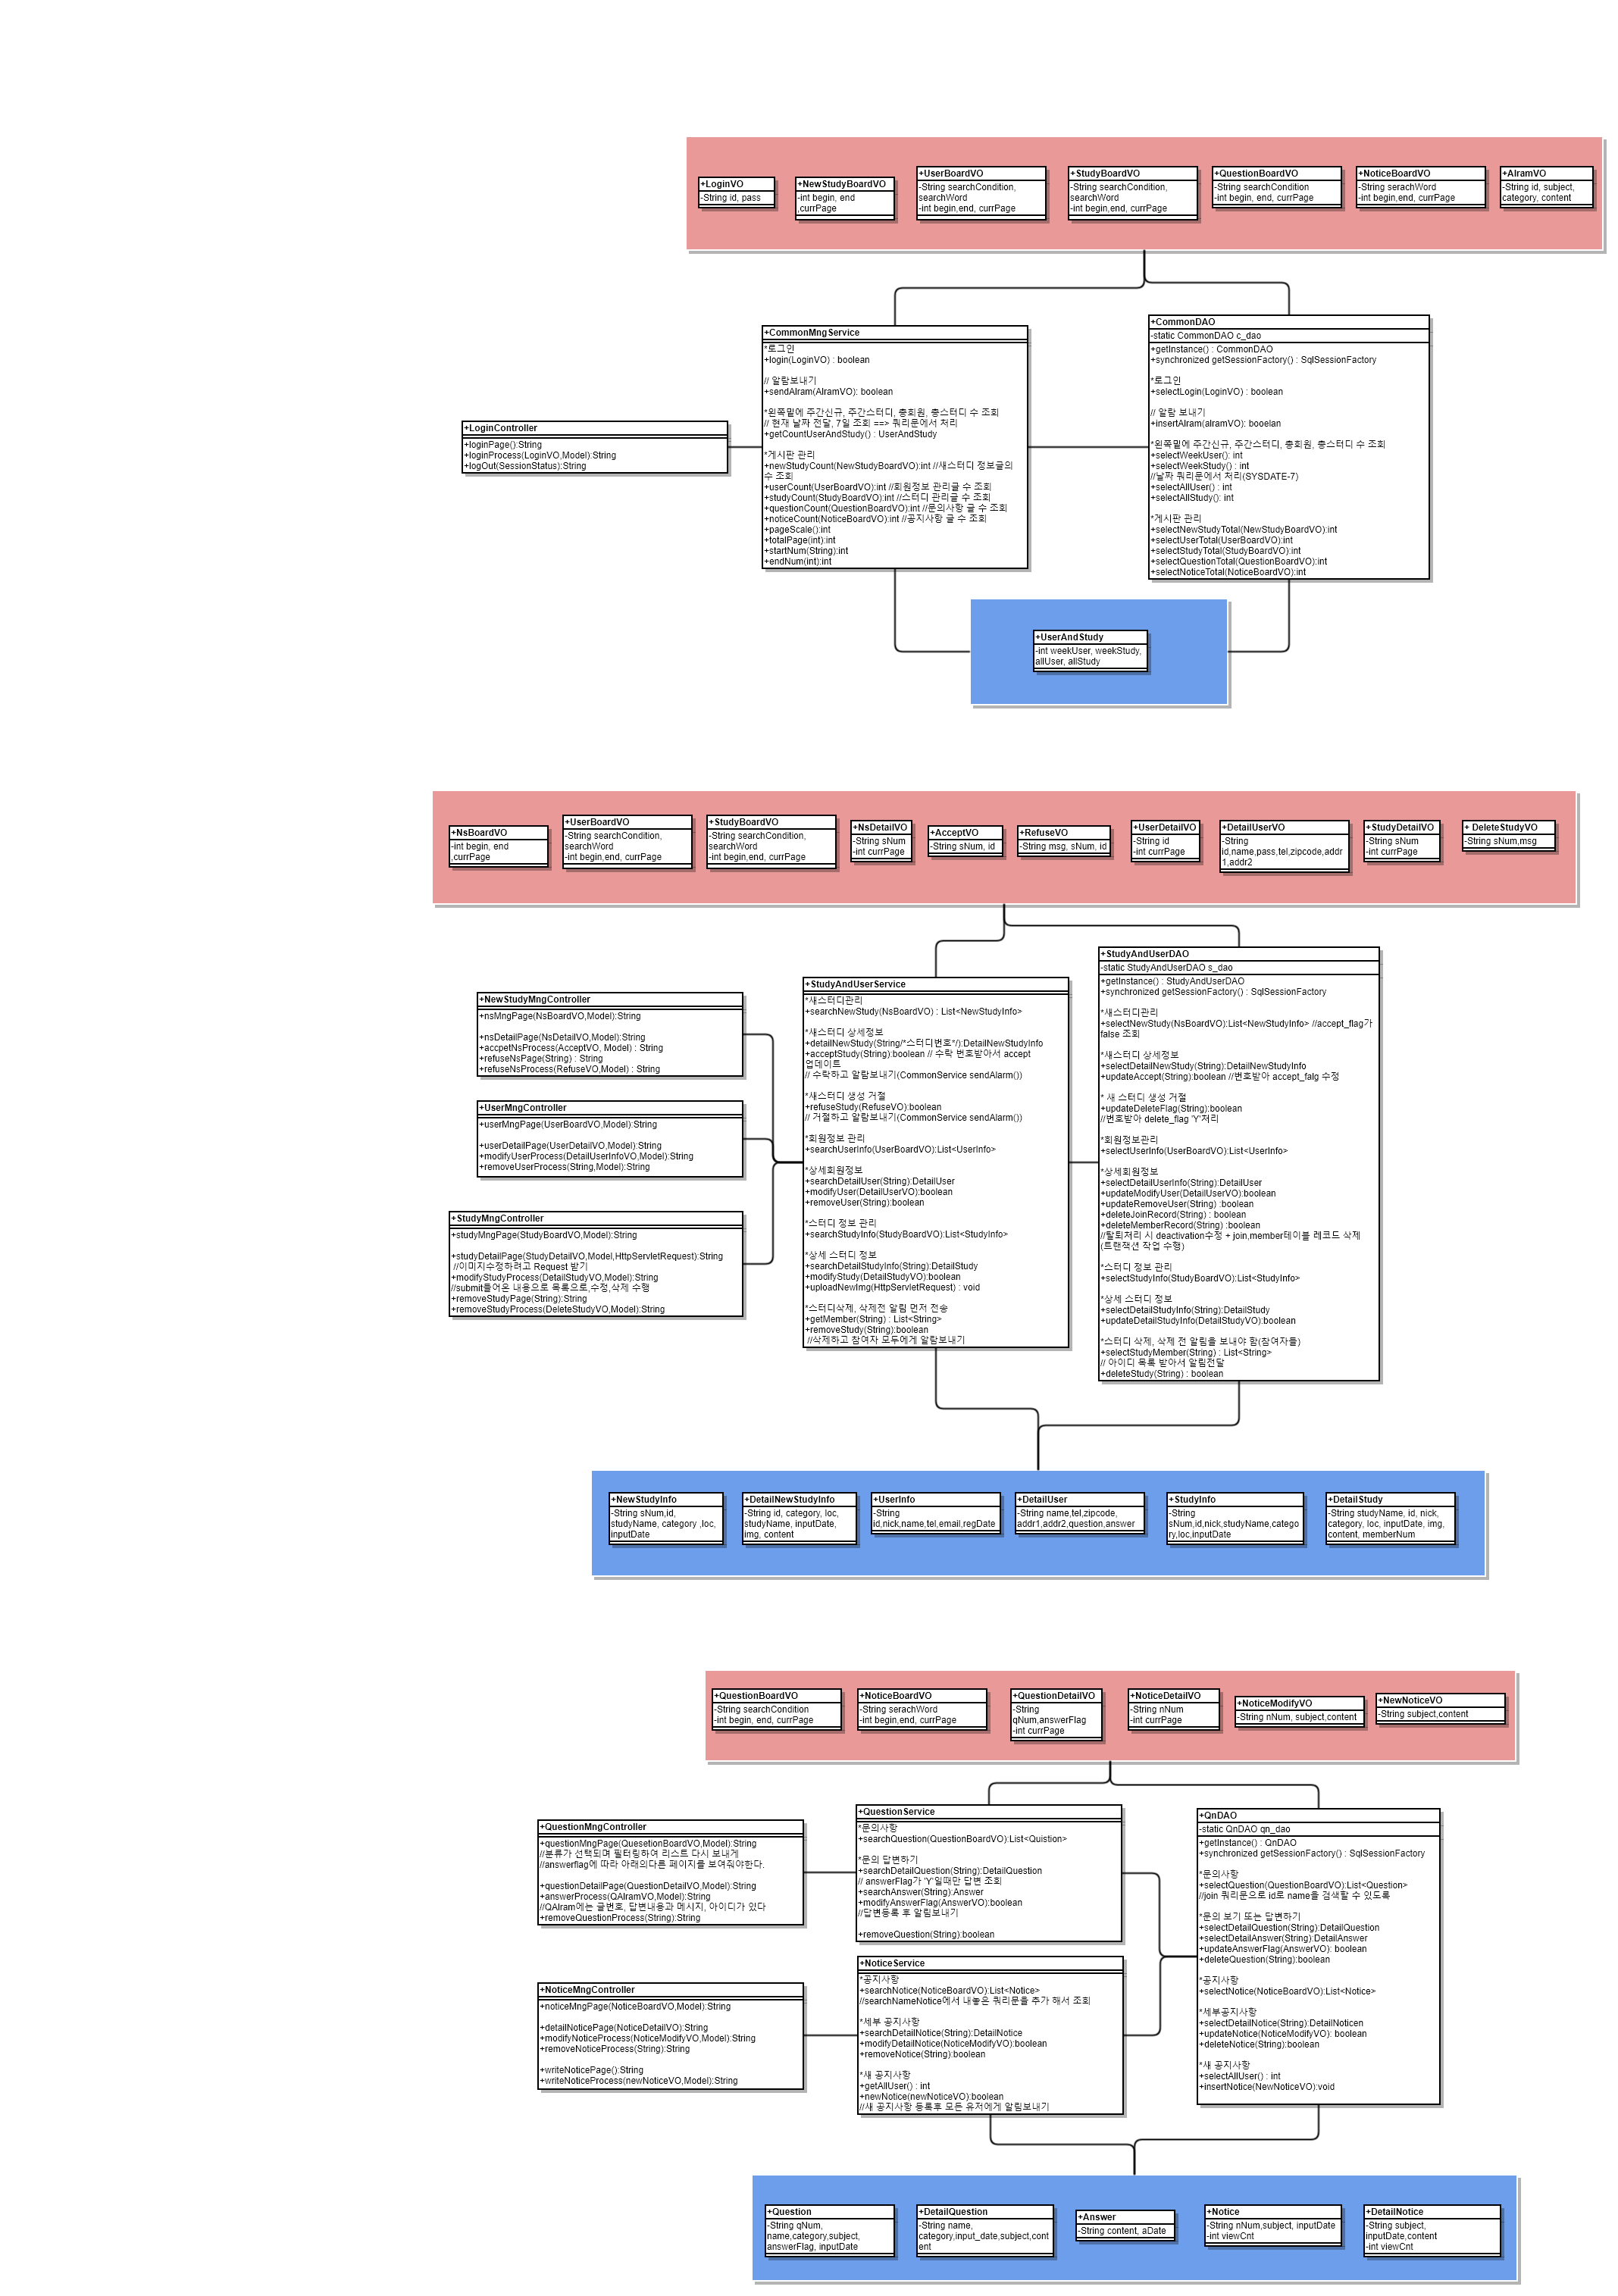 +LoginVO
-String id, pass
+NewStudyBoardVO
-int begin, end
,currPage
+UserBoardVO
-String searchCondition,
searchWord
-int begin,end, currPage
+StudyBoardVO
-String searchCondition,
searchWord
-int begin,end, currPage
+QuestionBoardVO
-String searchCondition
-int begin, end, currPage
+NoticeBoardVO
-String serachWord
-int begin,end, currPage
+AlramVO
-String id, subject,
category, content
+LoginController
+loginPage():String
+loginProcess(LoginVO,Model):String
+logOut(SessionStatus):String
+CommonMngService
*로그인
+login(LoginVO) : boolean
// 알람보내기
+sendAlram(AlramVO): boolean
*왼쪽밑에 주간신규, 주간스터디, 총회원, 총스터디 수 조회
// 현재 날짜 전달, 7일 조회 ==> 쿼리문에서 처리
+getCountUserAndStudy() : UserAndStudy
*게시판 관리
+newStudyCount(NewStudyBoardVO):int //새스터디 정보글의
수 조회
+userCount(UserBoardVO):int //회원정보 관리글 수 조회
+studyCount(StudyBoardVO):int //스터디 관리글 수 조회
+questionCount(QuestionBoardVO):int //문의사항 글 수 조회
+noticeCount(NoticeBoardVO):int //공지사항 글 수 조회
+pageScale():int
+totalPage(int):int
+startNum(String):int
+endNum(int):int
+CommonDAO
-static CommonDAO c_dao
+getInstance() : CommonDAO
+synchronized getSessionFactory() : SqlSessionFactory
*로그인
+selectLogin(LoginVO) : boolean
// 알람 보내기
+insertAlram(alramVO): booelan
*왼쪽밑에 주간신규, 주간스터디, 총회원, 총스터디 수 조회
+selectWeekUser(): int
+selectWeekStudy() : int
//날짜 쿼리문에서 처리(SYSDATE-7)
+selectAllUser() : int
+selectAllStudy(): int
*게시판 관리
+selectNewStudyTotal(NewStudyBoardVO):int
+selectUserTotal(UserBoardVO):int
+selectStudyTotal(StudyBoardVO):int
+selectQuestionTotal(QuestionBoardVO):int
+selectNoticeTotal(NoticeBoardVO):int
+UserAndStudy
-int weekUser, weekStudy,
allUser, allStudy
+NsBoardVO
-int begin, end
,currPage
+UserBoardVO
-String searchCondition,
searchWord
-int begin,end, currPage
+StudyBoardVO
-String searchCondition,
searchWord
-int begin,end, currPage
+NsDetailVO
-String sNum
-int currPage
+AcceptVO
-String sNum, id
+RefuseVO
-String msg, sNum, id
+UserDetailVO
-String id
-int currPage
+DetailUserVO
-String
id,name,pass,tel,zipcode,addr
1,addr2
+StudyDetailVO
-String sNum
-int currPage
+ DeleteStudyVO
-String sNum,msg
+NewStudyMngController
+nsMngPage(NsBoardVO,Model):String
+nsDetailPage(NsDetailVO,Model):String
+accpetNsProcess(AcceptVO, Model) : String
+refuseNsPage(String) : String
+refuseNsProcess(RefuseVO,Model) : String
+UserMngController
+userMngPage(UserBoardVO,Model):String
+userDetailPage(UserDetailVO,Model):String
+modifyUserProcess(DetailUserInfoVO,Model):String
+removeUserProcess(String,Model):String
+StudyMngController
+studyMngPage(StudyBoardVO,Model):String
+studyDetailPage(StudyDetailVO,Model,HttpServletRequest):String
//이미지수정하려고 Request 받기
+modifyStudyProcess(DetailStudyVO,Model):String
//submit들어온 내용으로 목록으로,수정,삭제 수행
+removeStudyPage(String):String
+removeStudyProcess(DeleteStudyVO,Model):String
+StudyAndUserService
*새스터디관리
+searchNewStudy(NsBoardVO) : List<NewStudyInfo>
*새스터디 상세정보
+detailNewStudy(String/*스터디번호*/):DetailNewStudyInfo
+acceptStudy(String):boolean // 수락 번호받아서 accept
업데이트
// 수락하고 알람보내기(CommonService sendAlarm())
*새스터디 생성 거절
+refuseStudy(RefuseVO):boolean
// 거절하고 알람보내기(CommonService sendAlarm())
*회원정보 관리
+searchUserInfo(UserBoardVO):List<UserInfo>
*상세회원정보
+searchDetailUser(String):DetailUser
+modifyUser(DetailUserVO):boolean
+removeUser(String):boolean
*스터디 정보 관리
+searchStudyInfo(StudyBoardVO):List<StudyInfo>
*상세 스터디 정보
+searchDetailStudyInfo(String):DetailStudy
+modifyStudy(DetailStudyVO):boolean
+uploadNewImg(HttpServletRequest) : void
*스터디삭제, 삭제전 알림 먼저 전송
+getMember(String) : List<String>
+removeStudy(String):boolean
//삭제하고 참여자 모두에게 알람보내기
+StudyAndUserDAO
-static StudyAndUserDAO s_dao
+getInstance() : StudyAndUserDAO
+synchronized getSessionFactory() : SqlSessionFactory
*새스터디관리
+selectNewStudy(NsBoardVO):List<NewStudyInfo> //accept_flag가
false 조회
*새스터디 상세정보
+selectDetailNewStudy(String):DetailNewStudyInfo
+updateAccept(String):boolean //번호받아 accept_falg 수정
* 새 스터디 생성 거절
+updateDeleteFlag(String):boolean
//번호받아 delete_flag 'Y'처리
*회원정보관리
+selectUserInfo(UserBoardVO):List<UserInfo>
*상세회원정보
+selectDetailUserInfo(String):DetailUser
+updateModifyUser(DetailUserVO):boolean
+updateRemoveUser(String) :boolean
+deleteJoinRecord(String) : boolean
+deleteMemberRecord(String) :boolean
//탈퇴처리 시 deactivation수정 + join,member테이블 레코드 삭제
(트랜잭션 작업 수행)
*스터디 정보 관리
+selectStudyInfo(StudyBoardVO):List<StudyInfo>
*상세 스터디 정보
+selectDetailStudyInfo(String):DetailStudy
+updateDetailStudyInfo(DetailStudyVO):boolean
*스터디 삭제, 삭제 전 알림을 보내야 함(참여자들)
+selectStudyMember(String) : List<String>
// 아이디 목록 받아서 알림전달
+deleteStudy(String) : boolean
+NewStudyInfo
-String sNum,id,
studyName, category ,loc,
inputDate
+DetailNewStudyInfo
-String id, category, loc,
studyName, inputDate,
img, content
+UserInfo
-String
id,nick,name,tel,email,regDate
+DetailUser
-String name,tel,zipcode,
addr1,addr2,question,answer
+StudyInfo
-String
sNum,id,nick,studyName,catego
ry,loc,inputDate
+DetailStudy
-String studyName, id, nick,
category, loc, inputDate, img,
content, memberNum
+QuestionBoardVO
-String searchCondition
-int begin, end, currPage
+NoticeBoardVO
-String serachWord
-int begin,end, currPage
+QuestionDetailVO
-String
qNum,answerFlag
-int currPage
+NoticeDetailVO
-String nNum
-int currPage
+NoticeModifyVO
-String nNum, subject,content
+NewNoticeVO
-String subject,content
+QuestionMngController
+questionMngPage(QuesetionBoardVO,Model):String
//분류가 선택되며 필터링하여 리스트 다시 보내게
//answerflag에 따라 아래의다른 페이지를 보여줘야한다.
+questionDetailPage(QuestionDetailVO,Model):String
+answerProcess(QAlramVO,Model):String
//QAlram에는 글번호, 답변내용과 메시지, 아이디가 있다
+removeQuestionProcess(String):String
+NoticeMngController
+noticeMngPage(NoticeBoardVO,Model):String
+detailNoticePage(NoticeDetailVO):String
+modifyNoticeProcess(NoticeModifyVO,Model):String
+removeNoticeProcess(String):String
+writeNoticePage():String
+writeNoticeProcess(newNoticeVO,Model):String
+QuestionService
*문의사항
+searchQuestion(QuestionBoardVO):List<Quistion>
*문의 답변하기
+searchDetailQuestion(String):DetailQuestion
// answerFlag가 'Y'일때만 답변 조회
+searchAnswer(String):Answer
+modifyAnswerFlag(AnswerVO):boolean
//답변등록 후 알림보내기
+removeQuestion(String):boolean
+NoticeService
*공지사항
+searchNotice(NoticeBoardVO):List<Notice>
//searchNameNotice에서 내놓은 쿼리문을 추가 해서 조회
*세부 공지사항
+searchDetailNotice(String):DetailNotice
+modifyDetailNotice(NoticeModifyVO):boolean
+removeNotice(String):boolean
*새 공지사항
+getAllUser() : int
+newNotice(newNoticeVO):boolean
//새 공지사항 등록후 모든 유저에게 알림보내기
+QnDAO
-static QnDAO qn_dao
+getInstance() : QnDAO
+synchronized getSessionFactory() : SqlSessionFactory
*문의사항
+selectQuestion(QuestionBoardVO):List<Question>
//join 쿼리문으로 id로 name을 검색할 수 있도록
*문의 보기 또는 답변하기
+selectDetailQuestion(String):DetailQuestion
+selectDetailAnswer(String):DetailAnswer
+updateAnswerFlag(AnswerVO): boolean
+deleteQuestion(String):boolean
*공지사항
+selectNotice(NoticeBoardVO):List<Notice>
*세부공지사항
+selectDetailNotice(String):DetailNoticen
+updateNotice(NoticeModifyVO): boolean
+deleteNotice(String):boolean
*새 공지사항
+selectAllUser() : int
+insertNotice(NewNoticeVO):void
+Question
-String qNum,
name,category,subject,
answerFlag, inputDate
+DetailQuestion
-String name,
category,input_date,subject,cont
ent
+Answer
-String content, aDate
+Notice
-String nNum,subject, inputDate
-int viewCnt
+DetailNotice
-String subject,
inputDate,content
-int viewCnt